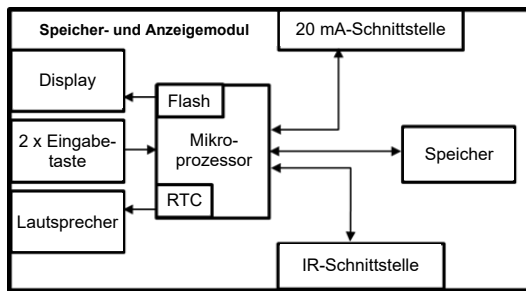 Speicher- und Anzeigemodul
20 mA-Schnittstelle
Display
Flash
2 x Eingabe-
taste
Mikro-
prozessor
Speicher
RTC
Lautsprecher
IR-Schnittstelle